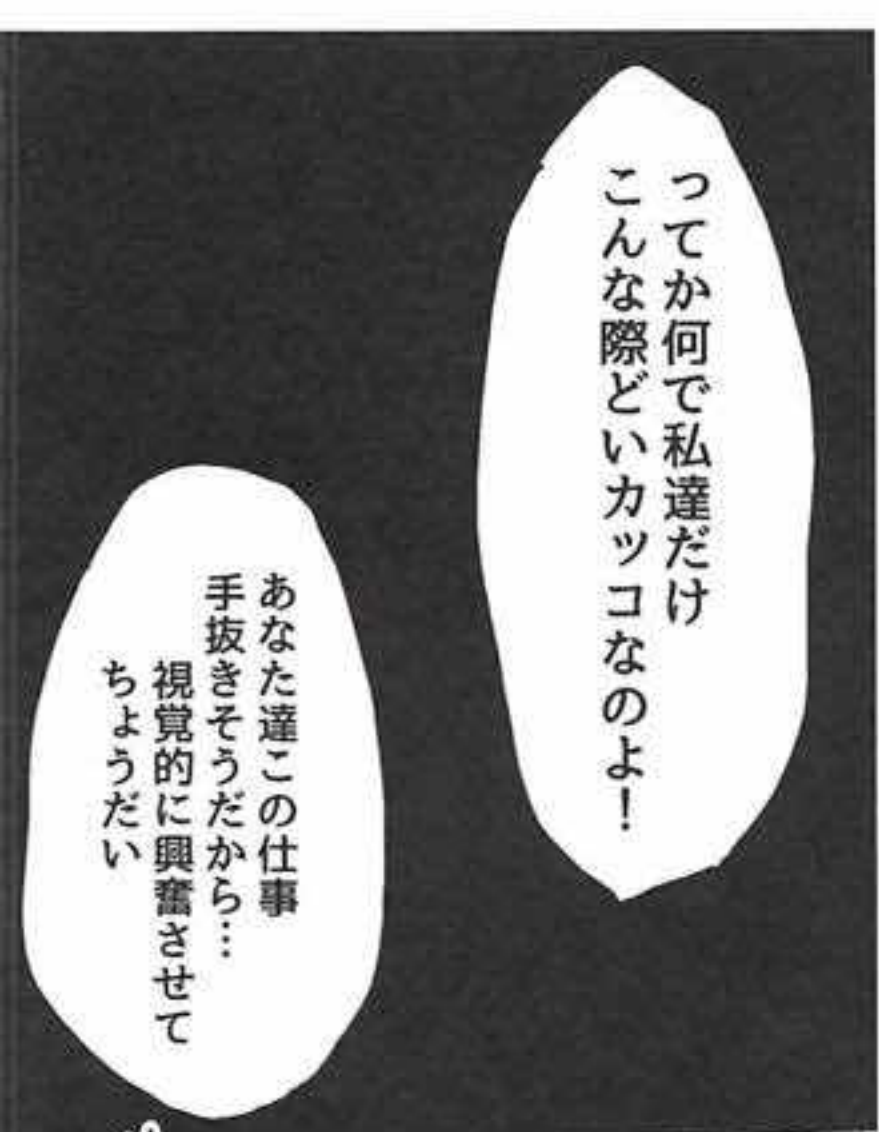 ってか何で私達だけ
こんな際どいカッコなのよ！
あなた達この仕事
手抜きそうだから…
視覚的に興奮させて
ちょうだい